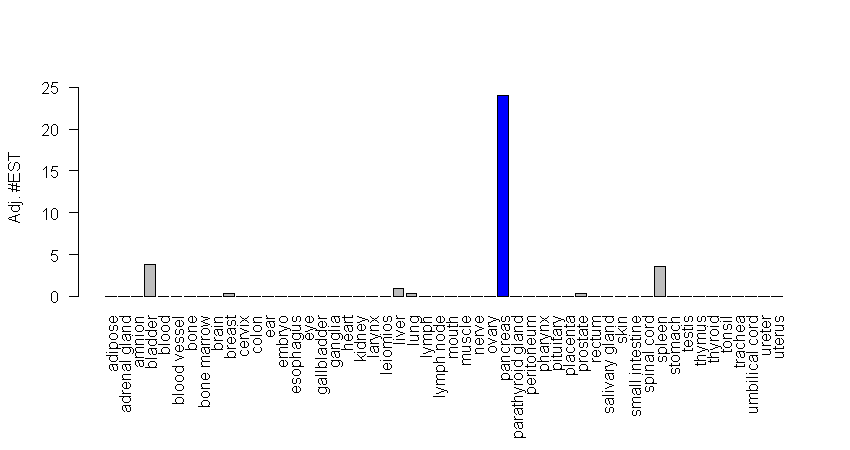 Adj. #EST
25
20
15
10
5
0
adipose
adrenal gland
amnion
bladder
blood
blood vessel
bone
bone marrow
brain
breast
cervix
colon
ear
embryo
esophagus
eye
gallbladder
ganglia
heart
kidney
larynx
leiomios
liver
lung
lymph
lymph node
mouth
muscle
nerve
ovary
pancreas
parathyroid gland
peritoneum
pharynx
pituitary
placenta
prostate
rectum
salivary gland
skin
small intestine
spinal cord
spleen
stomach
testis
thymus
thyroid
tonsil
trachea
umbilical cord
ureter
uterus